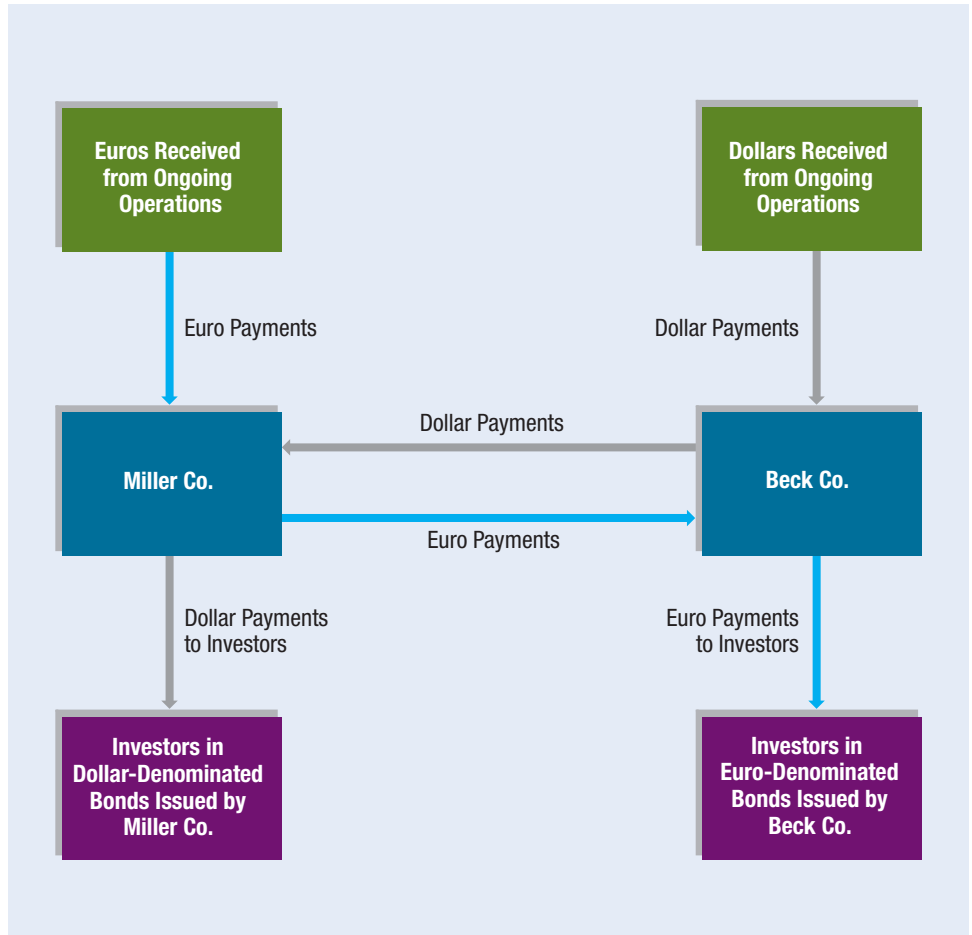 Euros Received
from Ongoing
Operations
Dollars Received
from Ongoing
Operations
Euro Payments
Dollar Payments
Dollar Payments
Miller Co.
Beck Co.
Euro Payments
Dollar Payments
to Investors
Euro Payments
to Investors
Investors in
Dollar-Denominated
Bonds Issued by
Miller Co.
Investors in
Euro-Denominated
Bonds Issued by
Beck Co.